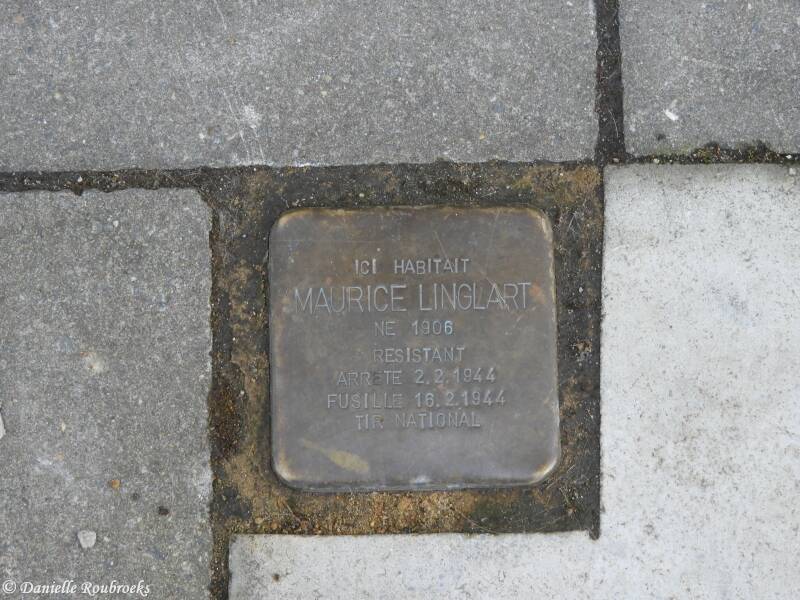 ICI HABITAIT
MAURICE LINGLART
NE 1906
RESISTANT
ARRETE 2.2.1944
FUSILLE 16.2.1944
TIR NATIONAL
© Danielle Roubroeks